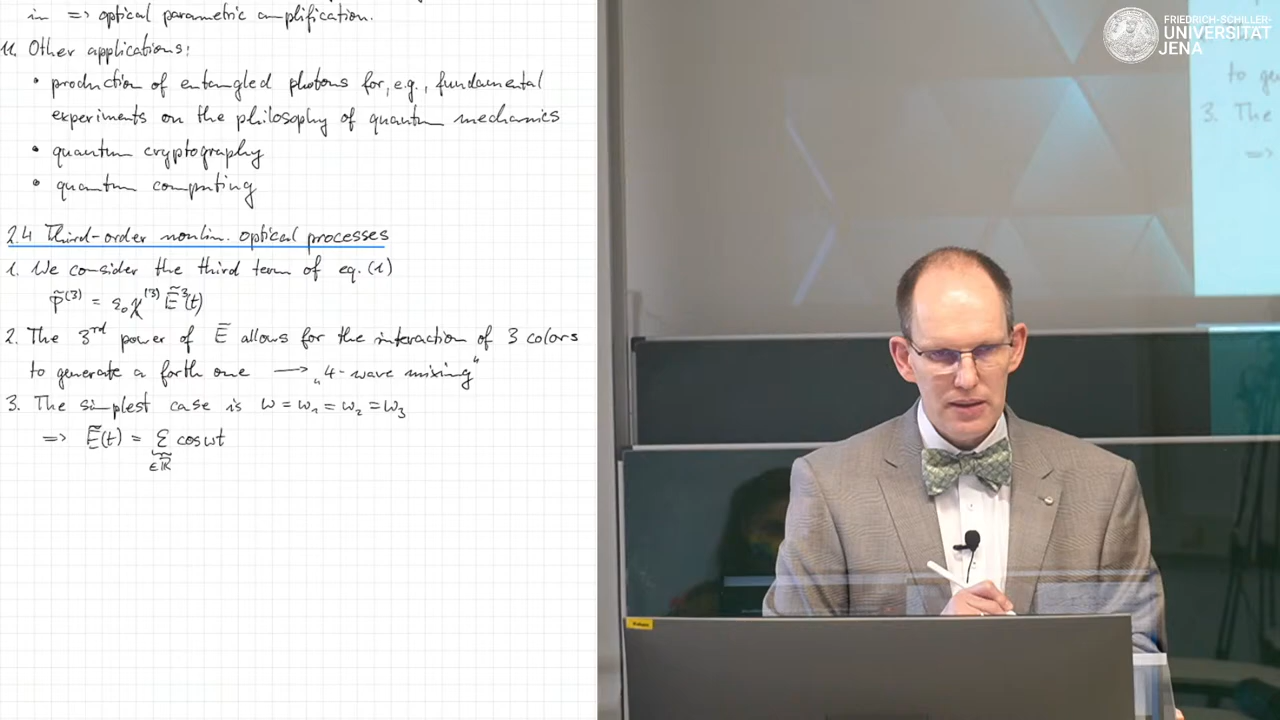 in => optical parametric amplification.
11. Other applications:
• production of entangled photons for, e.g., fundamental
experiments on the philosophy of quantum mechanics
• quantum cryptography
• quantum computing
2.4 Third-order nonlin. optical processes
1. We consider the third term of eq. (1)
P̃⁽³⁾ = ε₀χ⁽³⁾ Ẽ³(t)
2. The 3rd power of Ẽ allows for the interaction of 3 colors
to generate a forth one → „4-wave mixing“
3. The simplest case is ω = ω₁ = ω₂ = ω₃
=> Ẽ(t) = ℰ cos ωt
∈ℝ
FRIEDRICH-SCHILLER-
UNIVERSITÄT
JENA
to ge
3. The
=>